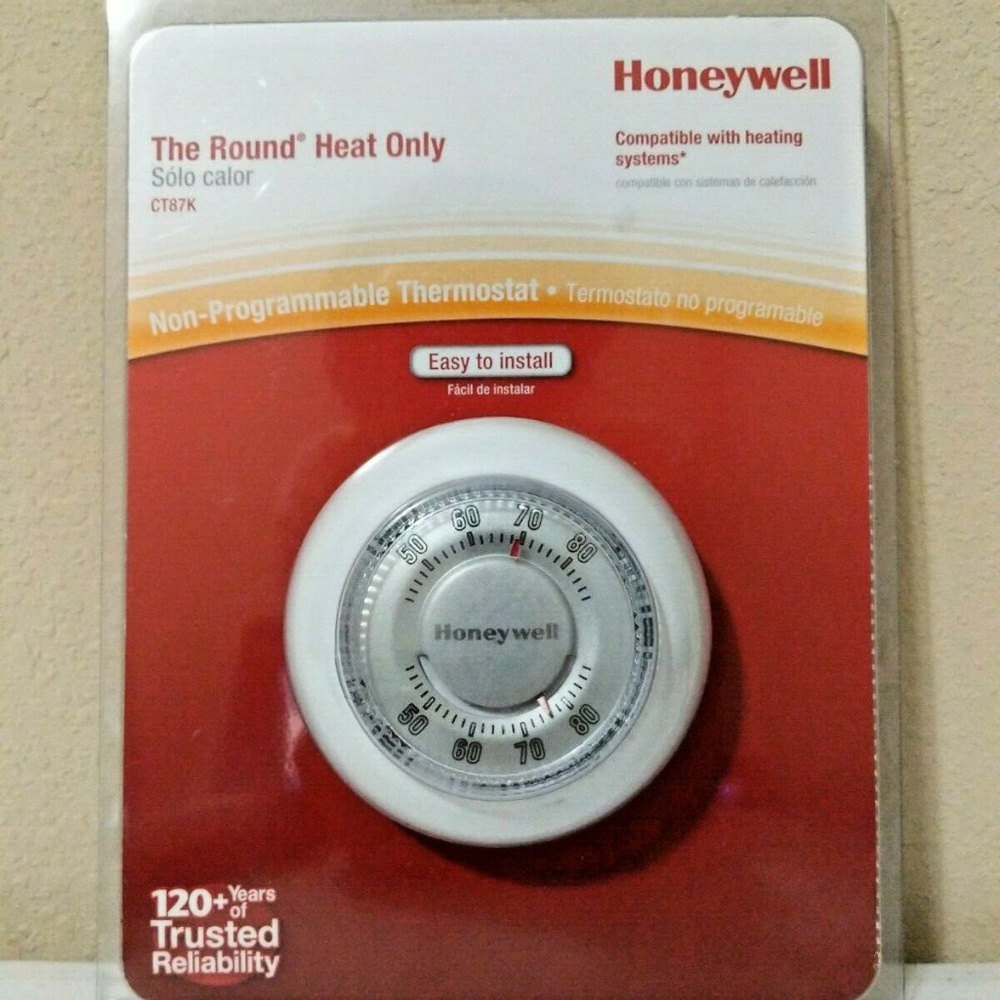 Honeywell
The Round® Heat Only
Sólo calor
CT87K
Compatible with heating
systems*
compatible con sistemas de calefacción
Non-Programmable Thermostat • Termostato no programable
Easy to install
Fácil de instalar
50 60 70 80
Honeywell
50 60 70 80
120+ Years
of
Trusted
Reliability